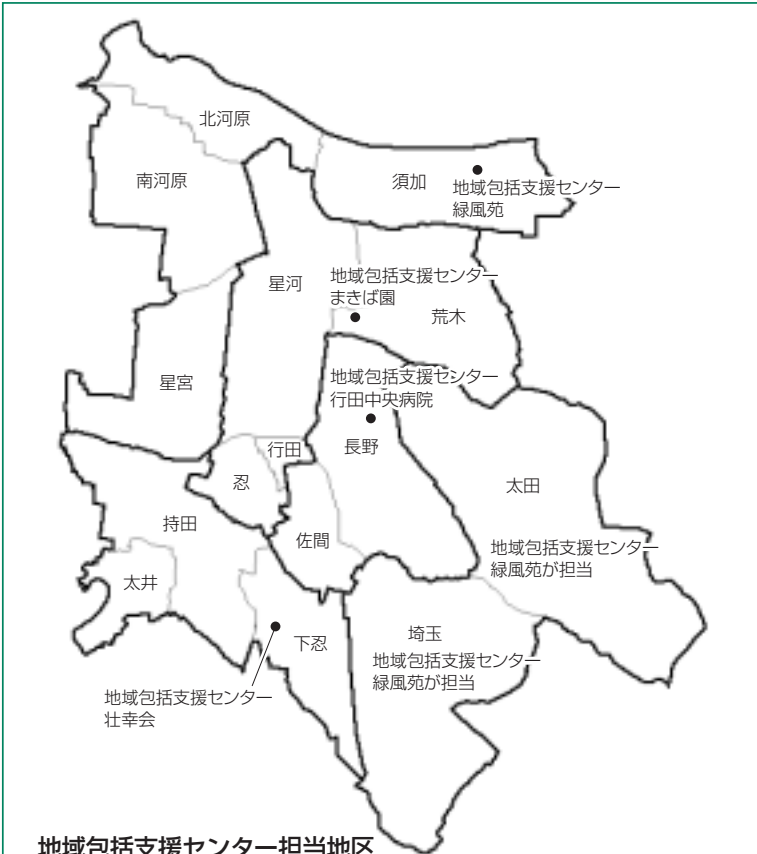 北河原
南河原
須加
地域包括支援センター
緑風苑
星河
地域包括支援センター
まきば園
荒木
星宮
地域包括支援センター
行田中央病院
長野
行田
忍
太田
持田
佐間
地域包括支援センター
緑風苑が担当
太井
下忍
埼玉
地域包括支援センター
緑風苑が担当
地域包括支援センター
壮幸会
地域包括支援センター担当地区